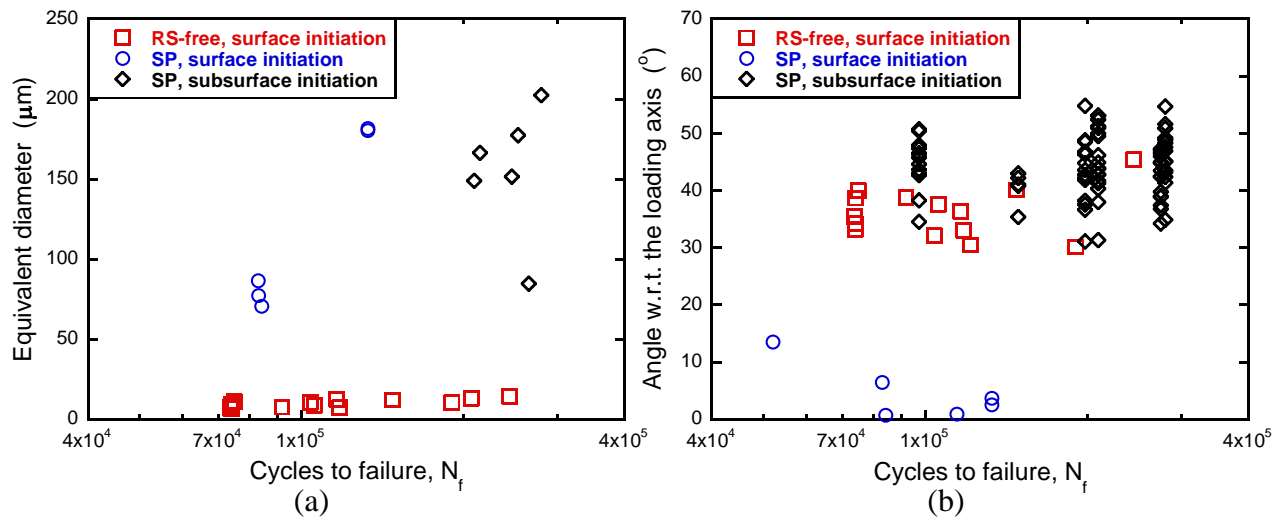 250
200
150
100
50
0
Equivalent diameter (μm)
RS-free, surface initiation
SP, surface initiation
SP, subsurface initiation
4x10⁴
7x10⁴
1x10⁵
4x10⁵
Cycles to failure, N_f
(a)
70
60
50
40
30
20
10
0
Angle w.r.t. the loading axis (°)
RS-free, surface initiation
SP, surface initiation
SP, subsurface initiation
4x10⁴
7x10⁴
1x10⁵
4x10⁵
Cycles to failure, N_f
(b)